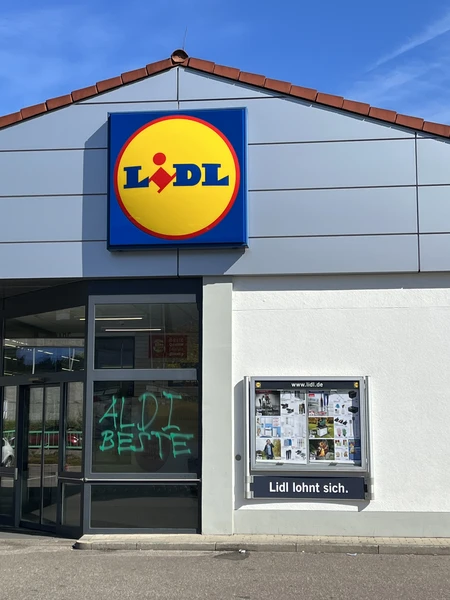 LIDL
ALDI
BESTE
www.lidl.de
Lidl lohnt sich.